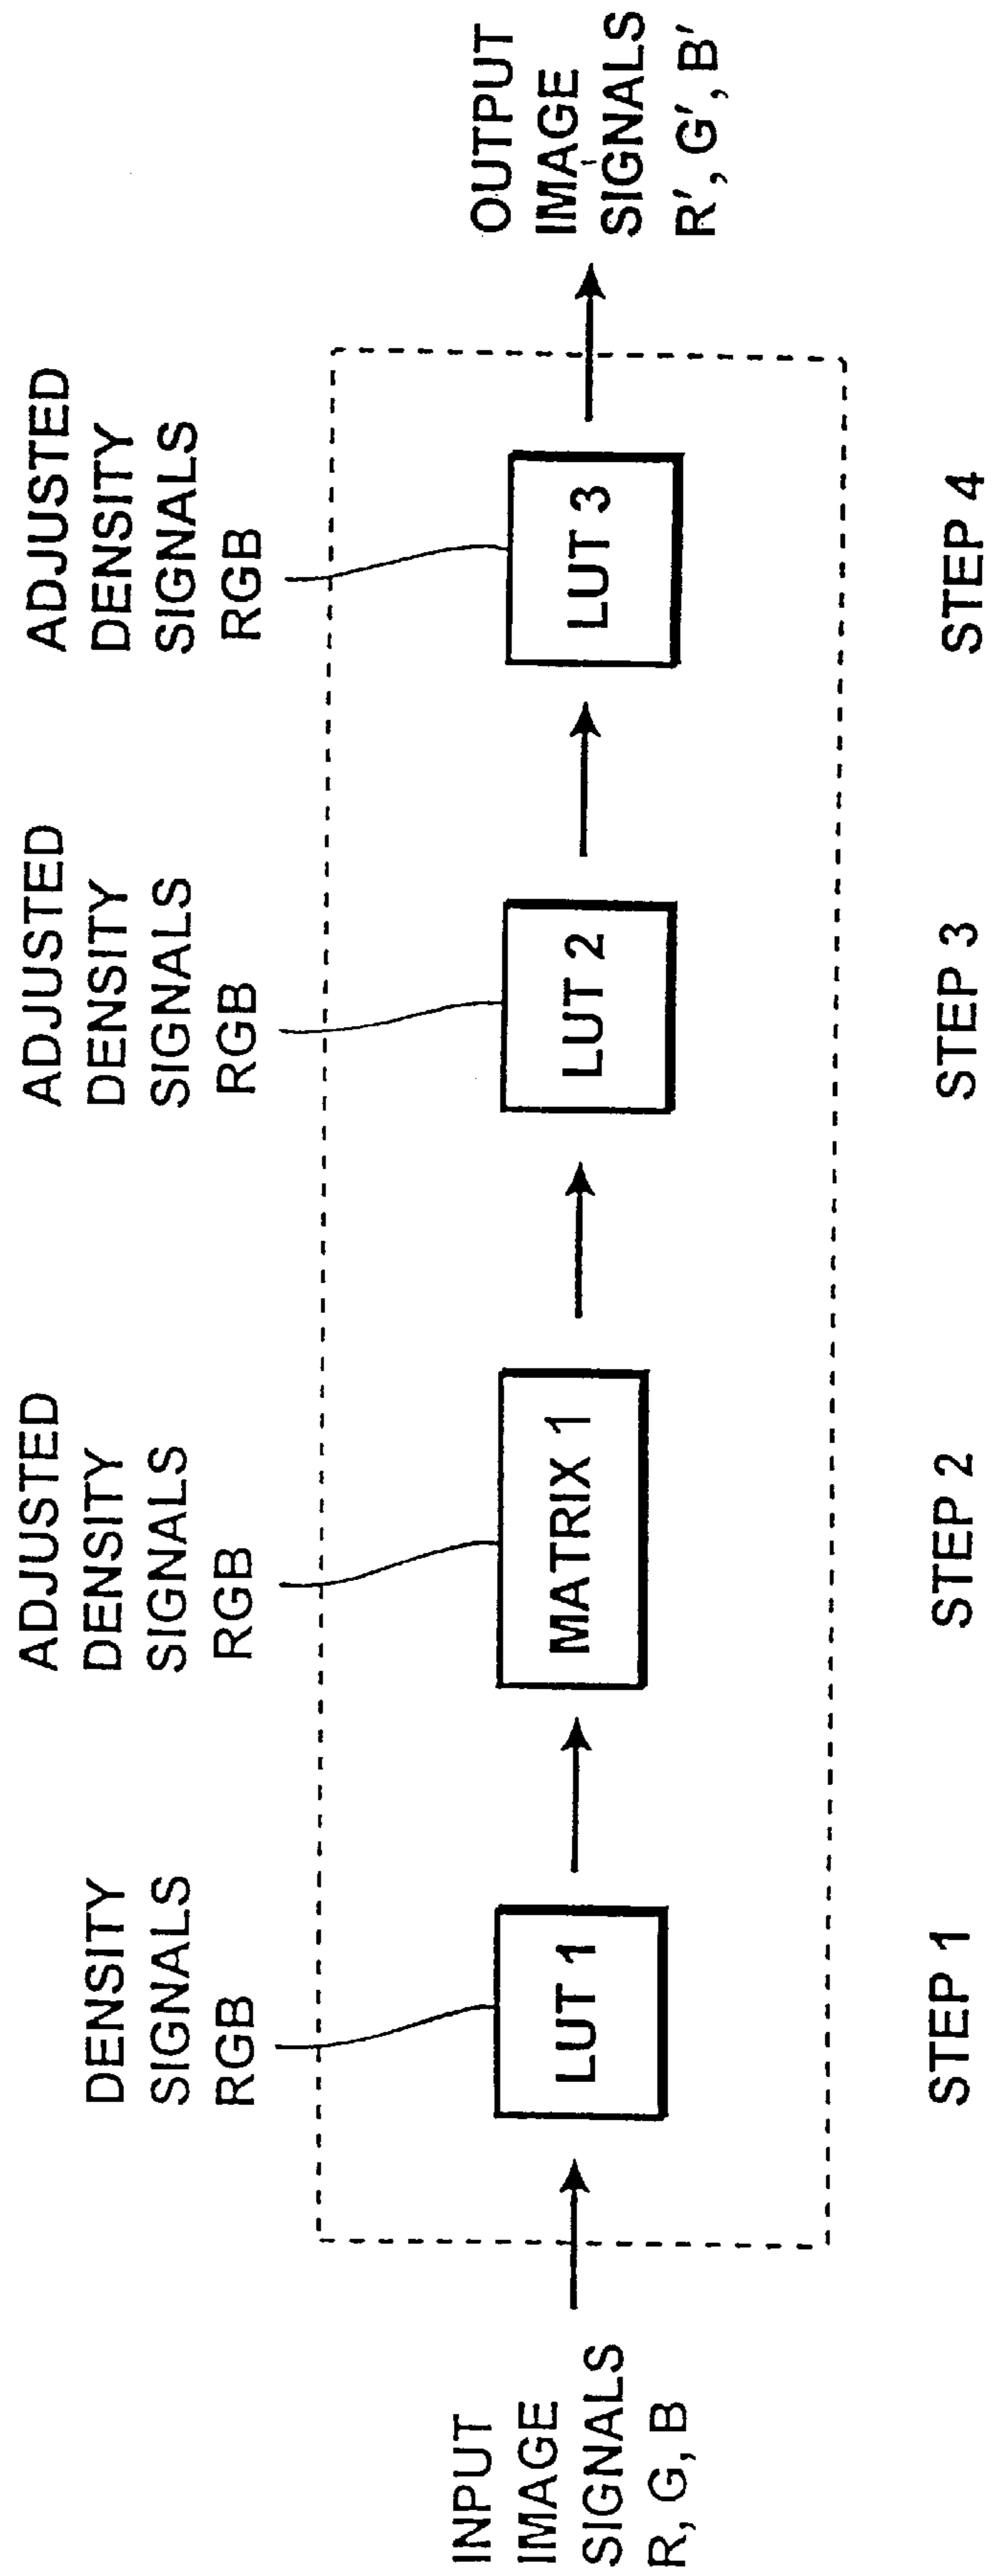 INPUT
IMAGE
SIGNALS
R, G, B
DENSITY
SIGNALS
RGB
LUT 1
STEP 1
ADJUSTED
DENSITY
SIGNALS
RGB
MATRIX 1
STEP 2
ADJUSTED
DENSITY
SIGNALS
RGB
LUT 2
STEP 3
ADJUSTED
DENSITY
SIGNALS
RGB
LUT 3
STEP 4
OUTPUT
IMAGE
SIGNALS
R', G', B'